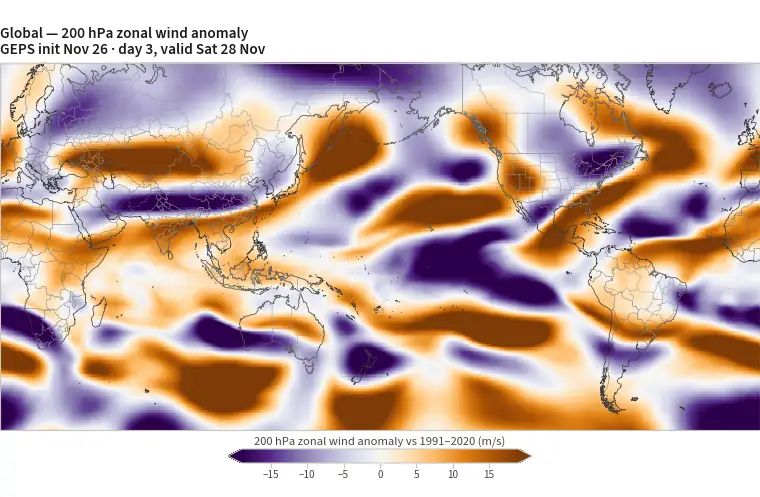 Global — 200 hPa zonal wind anomaly
GEPS init Nov 26 · day 3, valid Sat 28 Nov
200 hPa zonal wind anomaly vs 1991–2020 (m/s)
−15 −10 −5 0 5 10 15